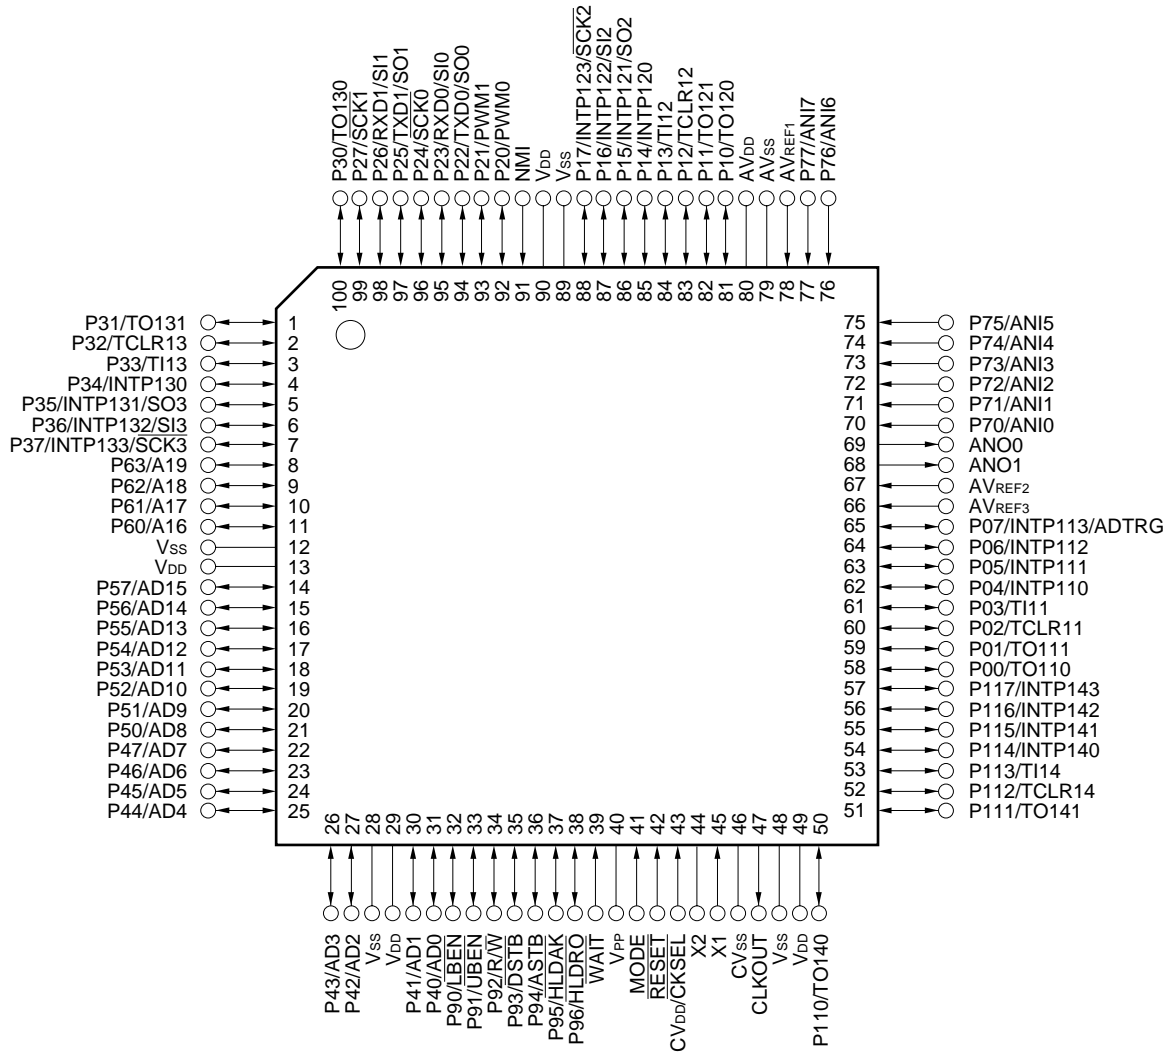 P30/TO130
P27/SCK1
P26/RXD1/SI1
P25/TXD1/SO1
P24/SCK0
P23/RXD0/SI0
P22/TXD0/SO0
P21/PWM1
P20/PWM0
NMI
VDD
VSS
P17/INTP123/SCK2
P16/INTP122/SI2
P15/INTP121/SO2
P14/INTP120
P13/TI12
P12/TCLR12
P11/TO121
P10/TO120
AVDD
AVSS
AVREF1
P77/ANI7
P76/ANI6
100 99 98 97 96 95 94 93 92 91 90 89 88 87 86 85 84 83 82 81 80 79 78 77 76
P31/TO131 1
P32/TCLR13 2
P33/TI13 3
P34/INTP130 4
P35/INTP131/SO3 5
P36/INTP132/SI3 6
P37/INTP133/SCK3 7
P63/A19 8
P62/A18 9
P61/A17 10
P60/A16 11
VSS 12
VDD 13
P57/AD15 14
P56/AD14 15
P55/AD13 16
P54/AD12 17
P53/AD11 18
P52/AD10 19
P51/AD9 20
P50/AD8 21
P47/AD7 22
P46/AD6 23
P45/AD5 24
P44/AD4 25
75 P75/ANI5
74 P74/ANI4
73 P73/ANI3
72 P72/ANI2
71 P71/ANI1
70 P70/ANI0
69 ANO0
68 ANO1
67 AVREF2
66 AVREF3
65 P07/INTP113/ADTRG
64 P06/INTP112
63 P05/INTP111
62 P04/INTP110
61 P03/TI11
60 P02/TCLR11
59 P01/TO111
58 P00/TO110
57 P117/INTP143
56 P116/INTP142
55 P115/INTP141
54 P114/INTP140
53 P113/TI14
52 P112/TCLR14
51 P111/TO141
26 27 28 29 30 31 32 33 34 35 36 37 38 39 40 41 42 43 44 45 46 47 48 49 50
P43/AD3
P42/AD2
VSS
VDD
P41/AD1
P40/AD0
P90/LBEN
P91/UBEN
P92/R/W
P93/DSTB
P94/ASTB
P95/HLDAK
P96/HLDRO
WAIT
VPP
MODE
RESET
CVDD/CKSEL
X2
X1
CVSS
CLKOUT
VSS
VDD
P110/TO140